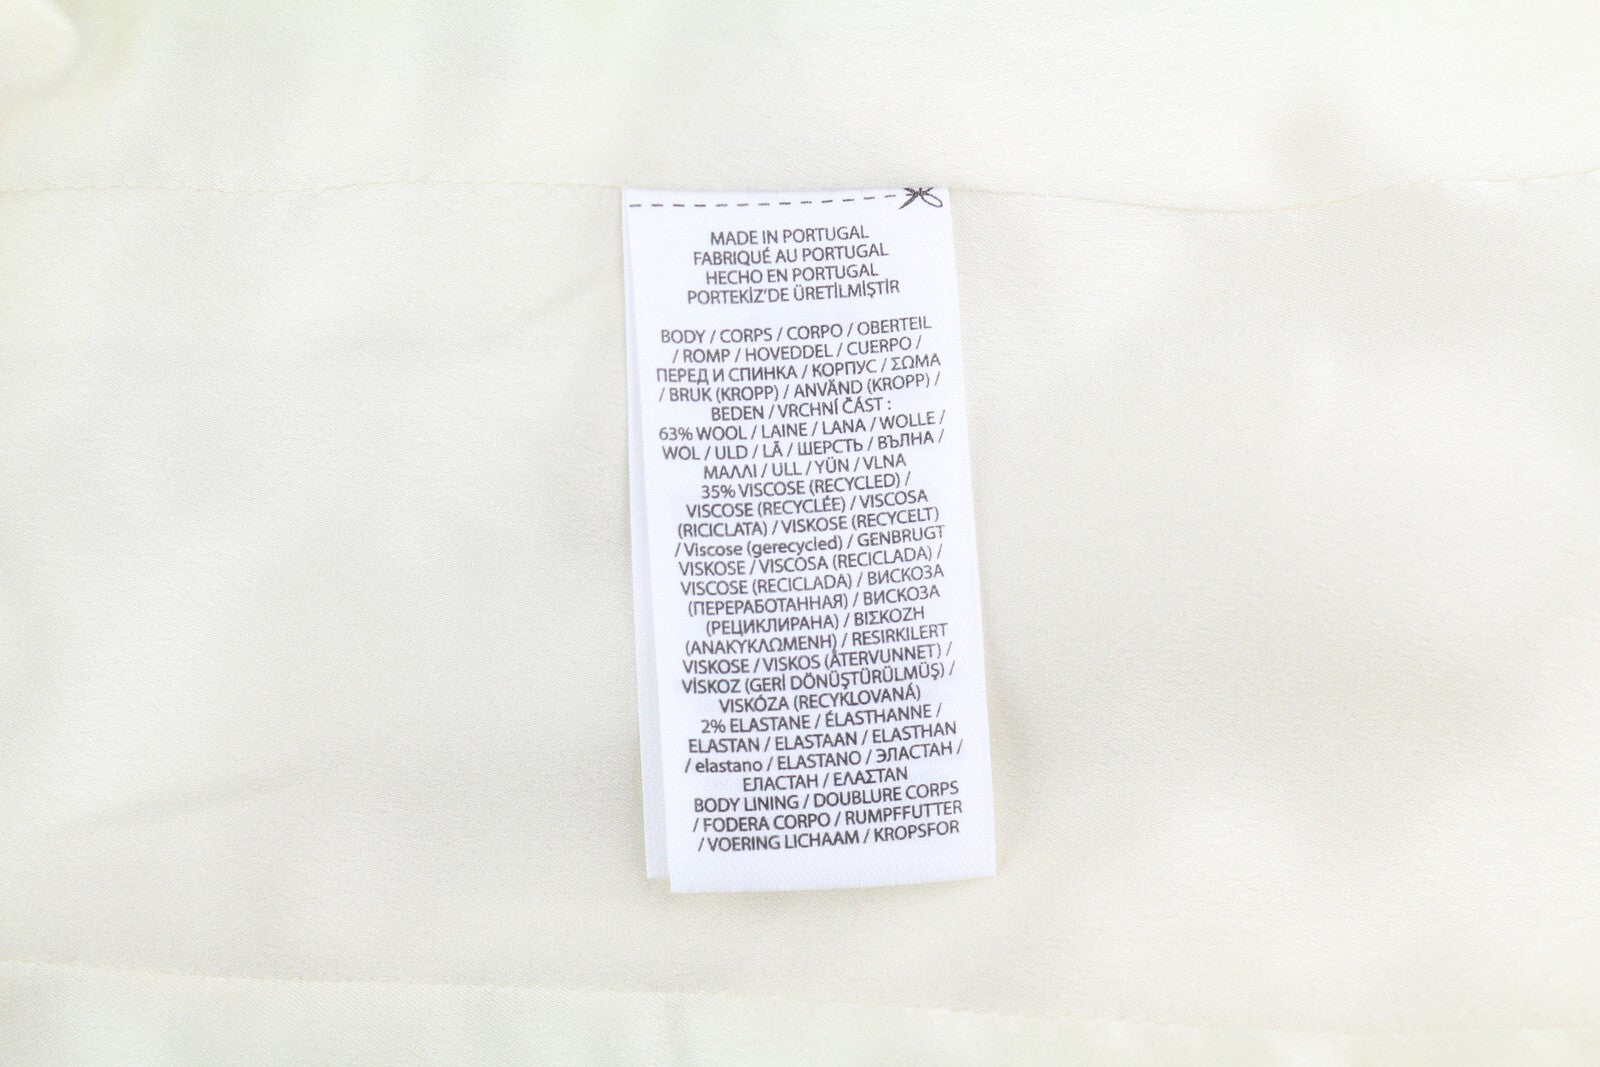 MADE IN PORTUGAL
FABRIQUÉ AU PORTUGAL
HECHO EN PORTUGAL
PORTEKİZ'DE ÜRETİLMİŞTİR
BODY / CORPS / CORPO / OBERTEIL
/ ROMP / HOVEDDEL / CUERPO /
ПЕРЕД И СПИНКА / КОРПУС / ΣΩΜΑ
/ BRUK (KROPP) / ANVÄND (KROPP) /
BEDEN / VRCHNÍ ČÁST :
63% WOOL / LAINE / LANA / WOLLE /
WOL / ULD / LÃ / ШЕРСТЬ / ВЪЛНА /
ΜΑΛΛΙ / ULL / YÜN / VLNA
35% VISCOSE (RECYCLED) /
VISCOSE (RECYCLÉE) / VISCOSA
(RICICLATA) / VISKOSE (RECYCELT)
/ Viscose (gerecycled) / GENBRUGT
VISKOSE / VISCOSA (RECICLADA) /
VISCOSE (RECICLADA) / ВИСКОЗА
(ПЕРЕРАБОТАННАЯ) / ВИСКОЗА
(РЕЦИКЛИРАНА) / ΒΙΣΚΟΖΗ
(ΑΝΑΚΥΚΛΩΜΕΝΗ) / RESIRKILERT
VISKOSE / VISKOS (ÅTERVUNNET) /
VİSKOZ (GERİ DÖNÜŞTÜRÜLMÜŞ) /
VISKÓZA (RECYKLOVANÁ)
2% ELASTANE / ÉLASTHANNE /
ELASTAN / ELASTAAN / ELASTHAN
/ elastano / ELASTANO / ЭЛАСТАН /
ЕЛАСТАН / ΕΛΑΣΤΑΝ
BODY LINING / DOUBLURE CORPS
/ FODERA CORPO / RUMPFFUTTER
/ VOERING LICHAAM / KROPSFOR